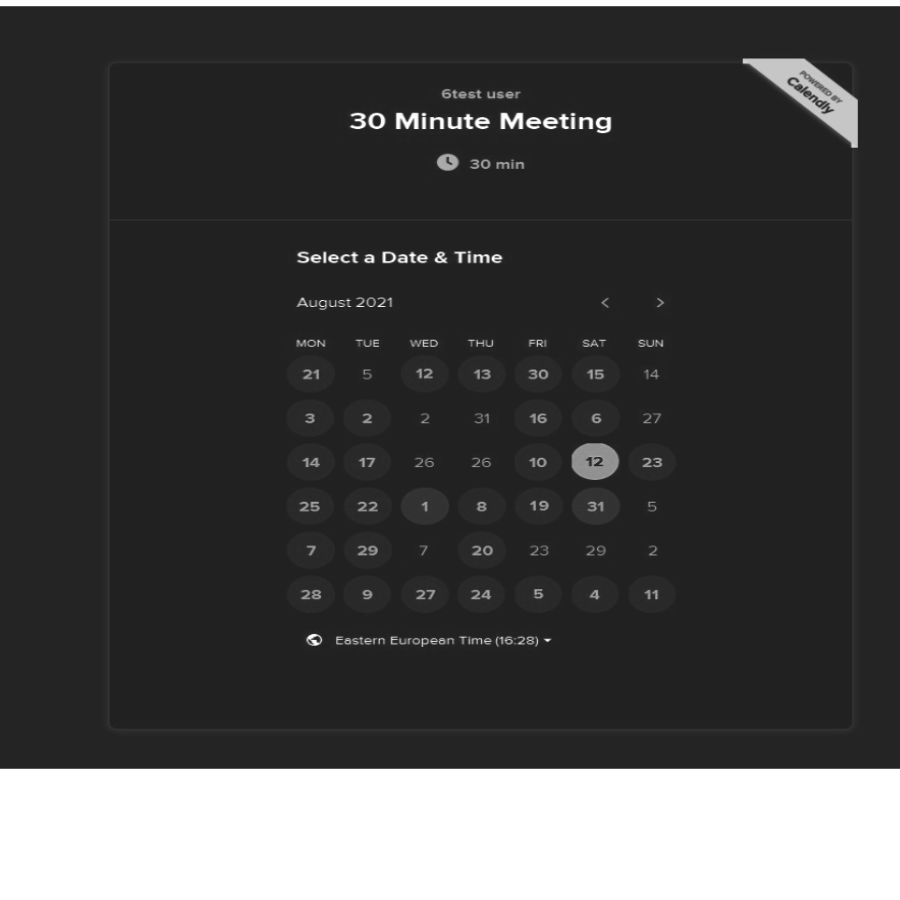 POWERED BY
Calendly
6test user
30 Minute Meeting
30 min
Select a Date & Time
August 2021 < >
MON TUE WED THU FRI SAT SUN
21 5 12 13 30 15 14
3 2 2 31 16 6 27
14 17 26 26 10 12 23
25 22 1 8 19 31 5
7 29 7 20 23 29 2
28 9 27 24 5 4 11
Eastern European Time (16:28)